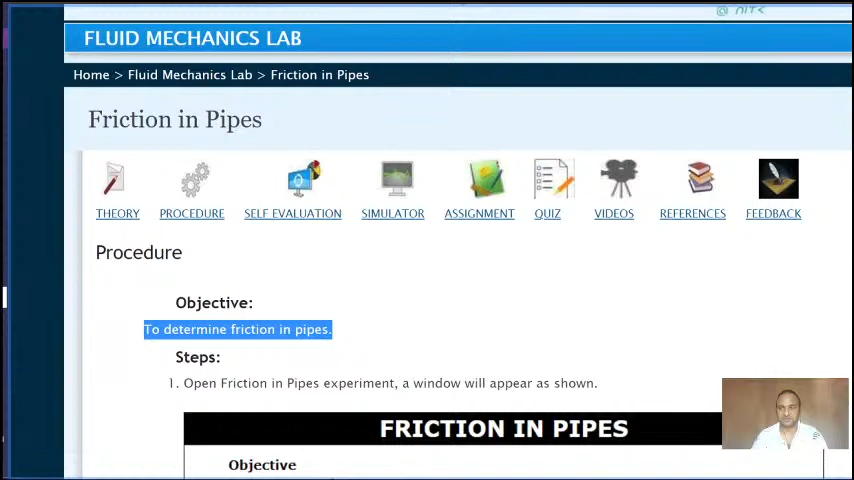 @ NITK
FLUID MECHANICS LAB
Home > Fluid Mechanics Lab > Friction in Pipes
Friction in Pipes
THEORY PROCEDURE SELF EVALUATION SIMULATOR ASSIGNMENT QUIZ VIDEOS REFERENCES FEEDBACK
Procedure
Objective:
To determine friction in pipes.
Steps:
1. Open Friction in Pipes experiment, a window will appear as shown.
FRICTION IN PIPES
Objective